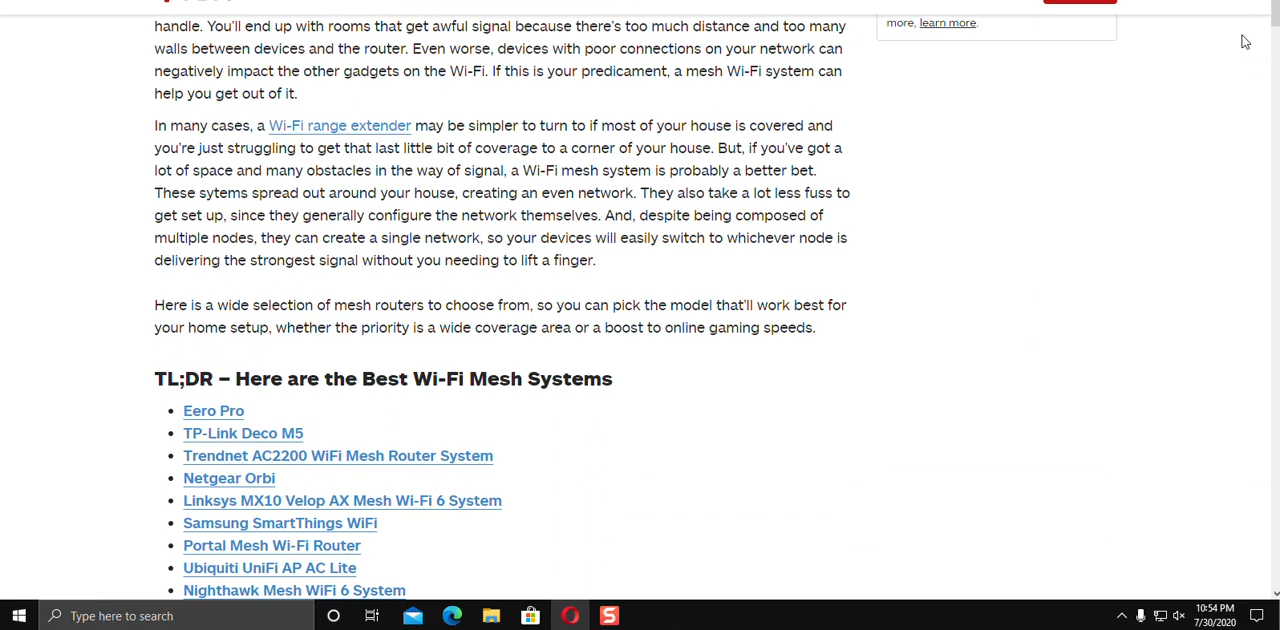 handle. You'll end up with rooms that get awful signal because there's too much distance and too many
walls between devices and the router. Even worse, devices with poor connections on your network can
negatively impact the other gadgets on the Wi-Fi. If this is your predicament, a mesh Wi-Fi system can
help you get out of it.
more, learn more.
In many cases, a Wi-Fi range extender may be simpler to turn to if most of your house is covered and
you're just struggling to get that last little bit of coverage to a corner of your house. But, if you've got a
lot of space and many obstacles in the way of signal, a Wi-Fi mesh system is probably a better bet.
These sytems spread out around your house, creating an even network. They also take a lot less fuss to
get set up, since they generally configure the network themselves. And, despite being composed of
multiple nodes, they can create a single network, so your devices will easily switch to whichever node is
delivering the strongest signal without you needing to lift a finger.
Here is a wide selection of mesh routers to choose from, so you can pick the model that'll work best for
your home setup, whether the priority is a wide coverage area or a boost to online gaming speeds.
TL;DR – Here are the Best Wi-Fi Mesh Systems
• Eero Pro
• TP-Link Deco M5
• Trendnet AC2200 WiFi Mesh Router System
• Netgear Orbi
• Linksys MX10 Velop AX Mesh Wi-Fi 6 System
• Samsung SmartThings WiFi
• Portal Mesh Wi-Fi Router
• Ubiquiti UniFi AP AC Lite
• Nighthawk Mesh WiFi 6 System
Type here to search
S
10:54 PM
7/30/2020